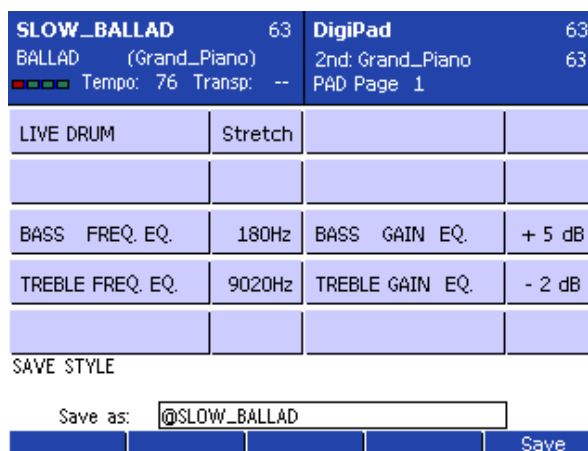 SLOW_BALLAD 63
BALLAD (Grand_Piano)
Tempo: 76 Transp: --
DigiPad 63
2nd: Grand_Piano 63
PAD Page 1
LIVE DRUM Stretch
BASS FREQ. EQ. 180Hz BASS GAIN EQ. + 5 dB
TREBLE FREQ. EQ. 9020Hz TREBLE GAIN EQ. - 2 dB
SAVE STYLE
Save as: @SLOW_BALLAD
Save